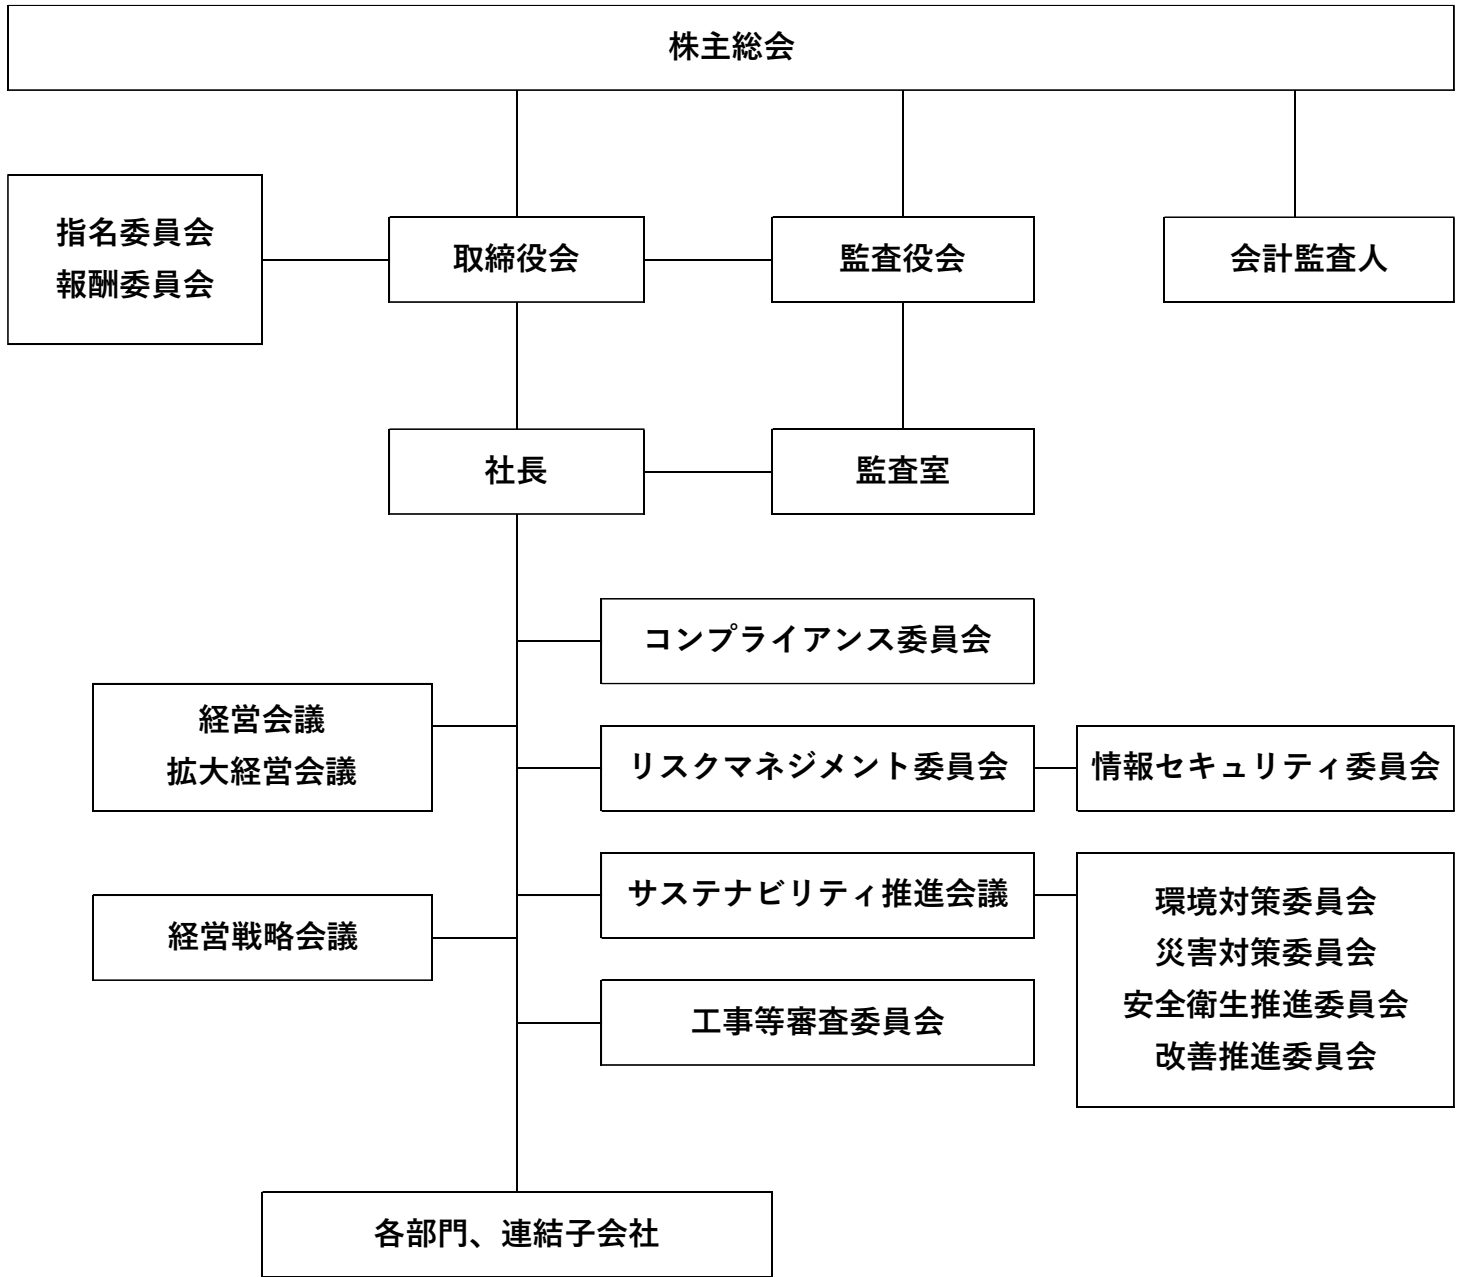 株主総会
指名委員会
報酬委員会
取締役会
監査役会
会計監査人
社長
監査室
コンプライアンス委員会
経営会議
拡大経営会議
リスクマネジメント委員会
情報セキュリティ委員会
サステナビリティ推進会議
環境対策委員会
災害対策委員会
安全衛生推進委員会
改善推進委員会
経営戦略会議
工事等審査委員会
各部門、連結子会社